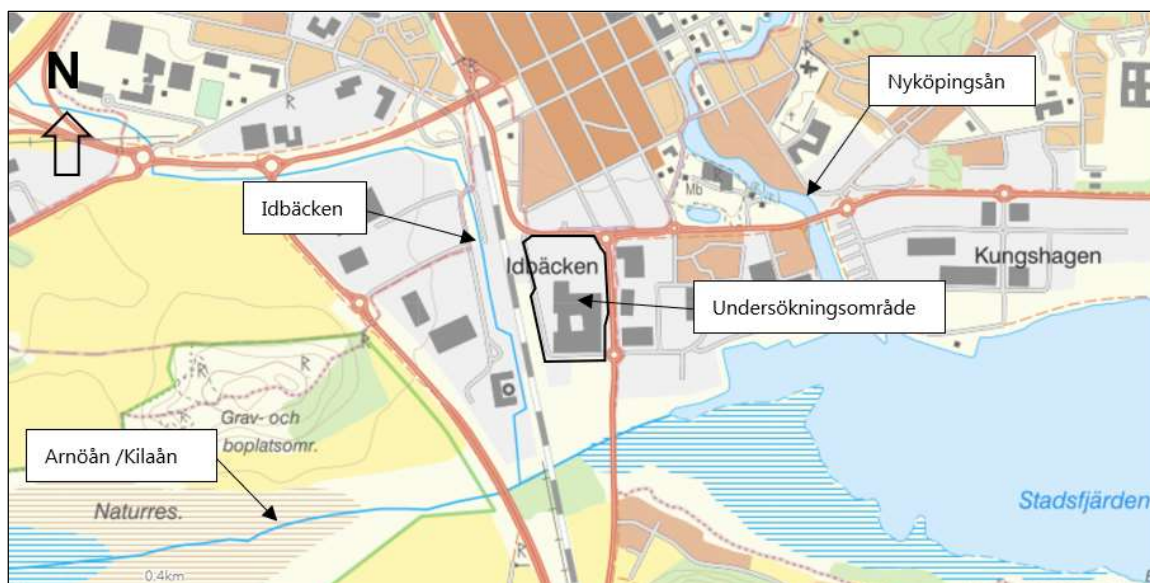 N
Nyköpingsån
Mb
Idbäcken
Idbäcken
Kungshagen
Undersökningsområde
Grav- och
boplatsomr.
Arnöån /Kilaån
Naturres.
Stadsfjärden
0.4km